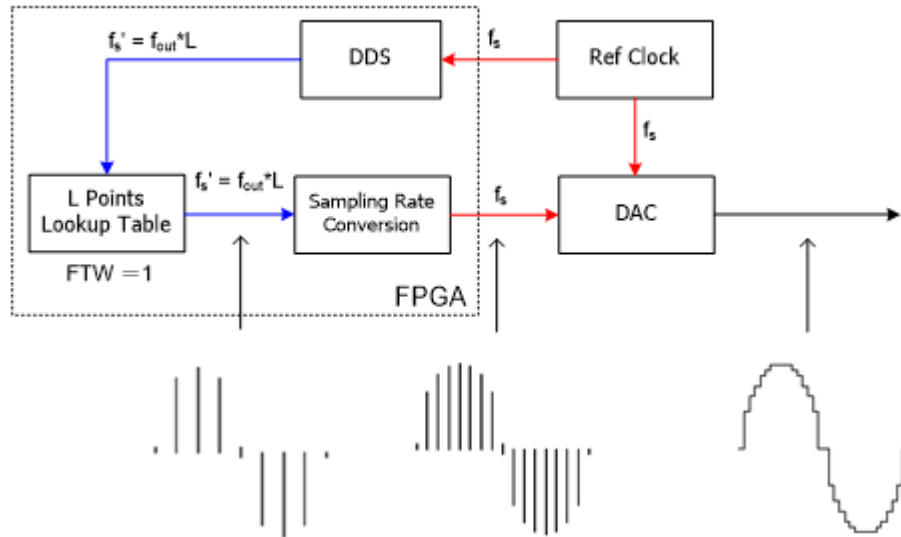 fs' = fout*L
DDS
fs
Ref Clock
fs
L Points
Lookup Table
fs' = fout*L
Sampling Rate
Conversion
fs
DAC
FTW =1
FPGA